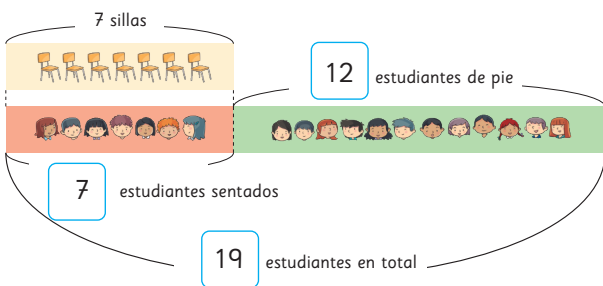 7 sillas
12 estudiantes de pie
7 estudiantes sentados
19 estudiantes en total